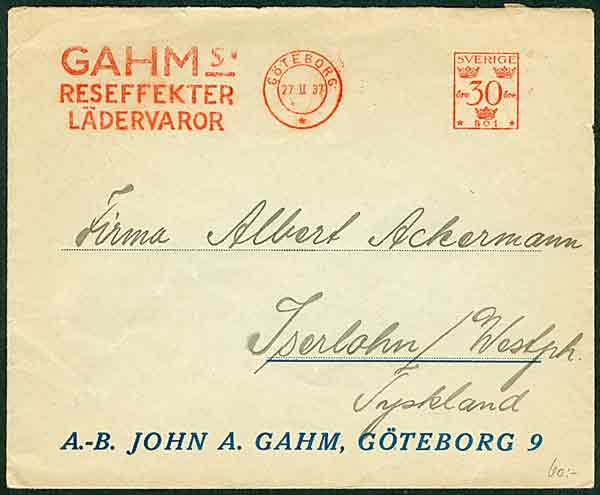 GAHMS'
RESEFFEKTER
LÄDERVAROR
GÖTEBORG
27 II 37
SVERIGE
öre 30 öre
* 801 *
Firma Albert Ackermann
Iserlohn / Westph.
Tyskland
A.-B. JOHN A. GAHM, GÖTEBORG 9
60:-